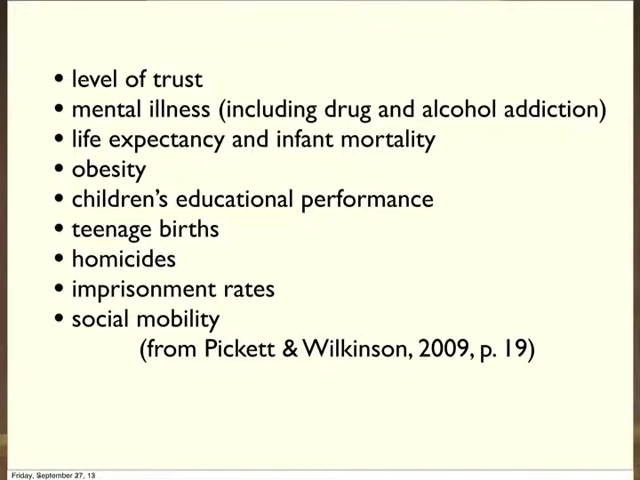 • level of trust
• mental illness (including drug and alcohol addiction)
• life expectancy and infant mortality
• obesity
• children's educational performance
• teenage births
• homicides
• imprisonment rates
• social mobility
(from Pickett & Wilkinson, 2009, p. 19)
Friday, September 27, 13